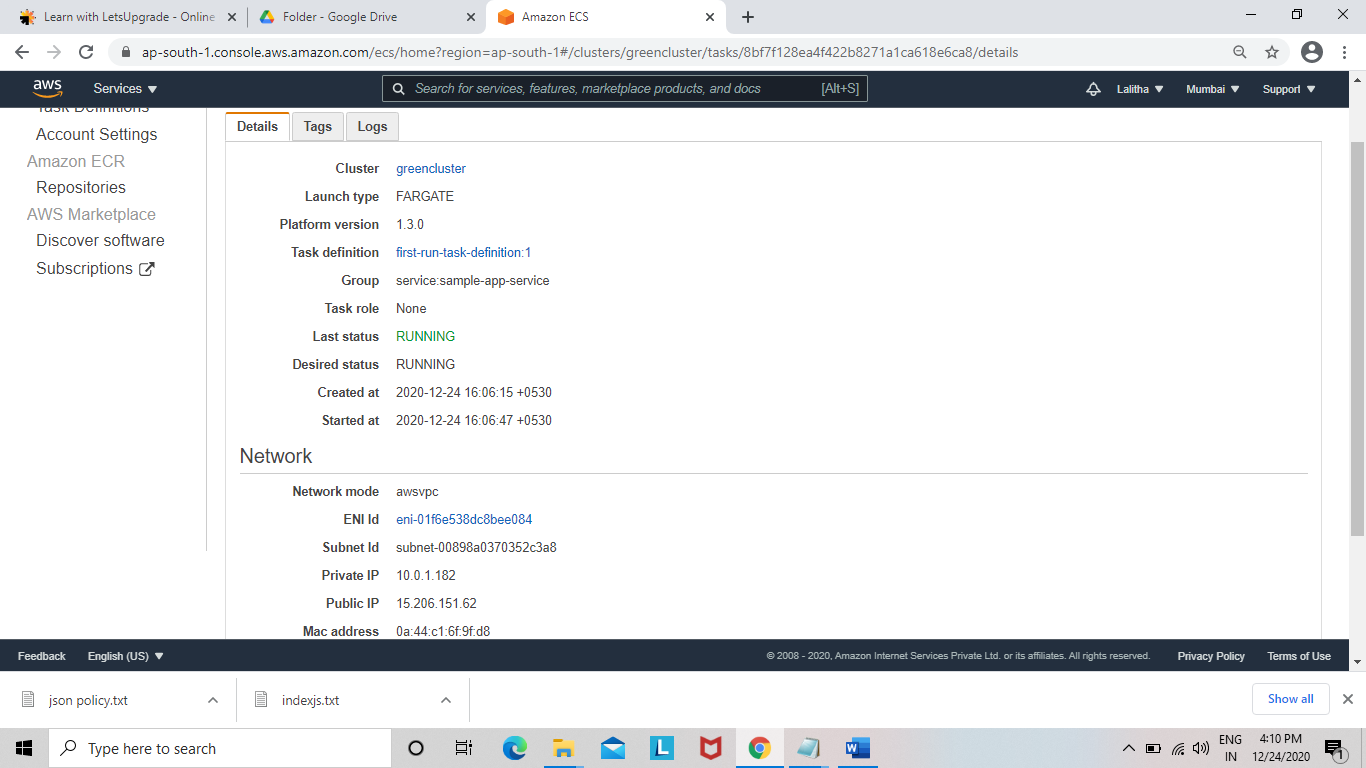 Learn with LetsUpgrade - Online
Folder - Google Drive
Amazon ECS
ap-south-1.console.aws.amazon.com/ecs/home?region=ap-south-1#/clusters/greencluster/tasks/8bf7f128ea4f422b8271a1ca618e6ca8/details
aws Services Search for services, features, marketplace products, and docs [Alt+S] Lalitha Mumbai Support
Task Definitions
Account Settings
Amazon ECR
Repositories
AWS Marketplace
Discover software
Subscriptions
Details Tags Logs
Cluster greencluster
Launch type FARGATE
Platform version 1.3.0
Task definition first-run-task-definition:1
Group service:sample-app-service
Task role None
Last status RUNNING
Desired status RUNNING
Created at 2020-12-24 16:06:15 +0530
Started at 2020-12-24 16:06:47 +0530
Network
Network mode awsvpc
ENI Id eni-01f6e538dc8bee084
Subnet Id subnet-00898a0370352c3a8
Private IP 10.0.1.182
Public IP 15.206.151.62
Mac address 0a:44:c1:6f:9f:d8
Feedback English (US) © 2008 - 2020, Amazon Internet Services Private Ltd. or its affiliates. All rights reserved. Privacy Policy Terms of Use
json policy.txt indexjs.txt Show all
Type here to search
L
W
ENG
IN
4:10 PM
12/24/2020
1